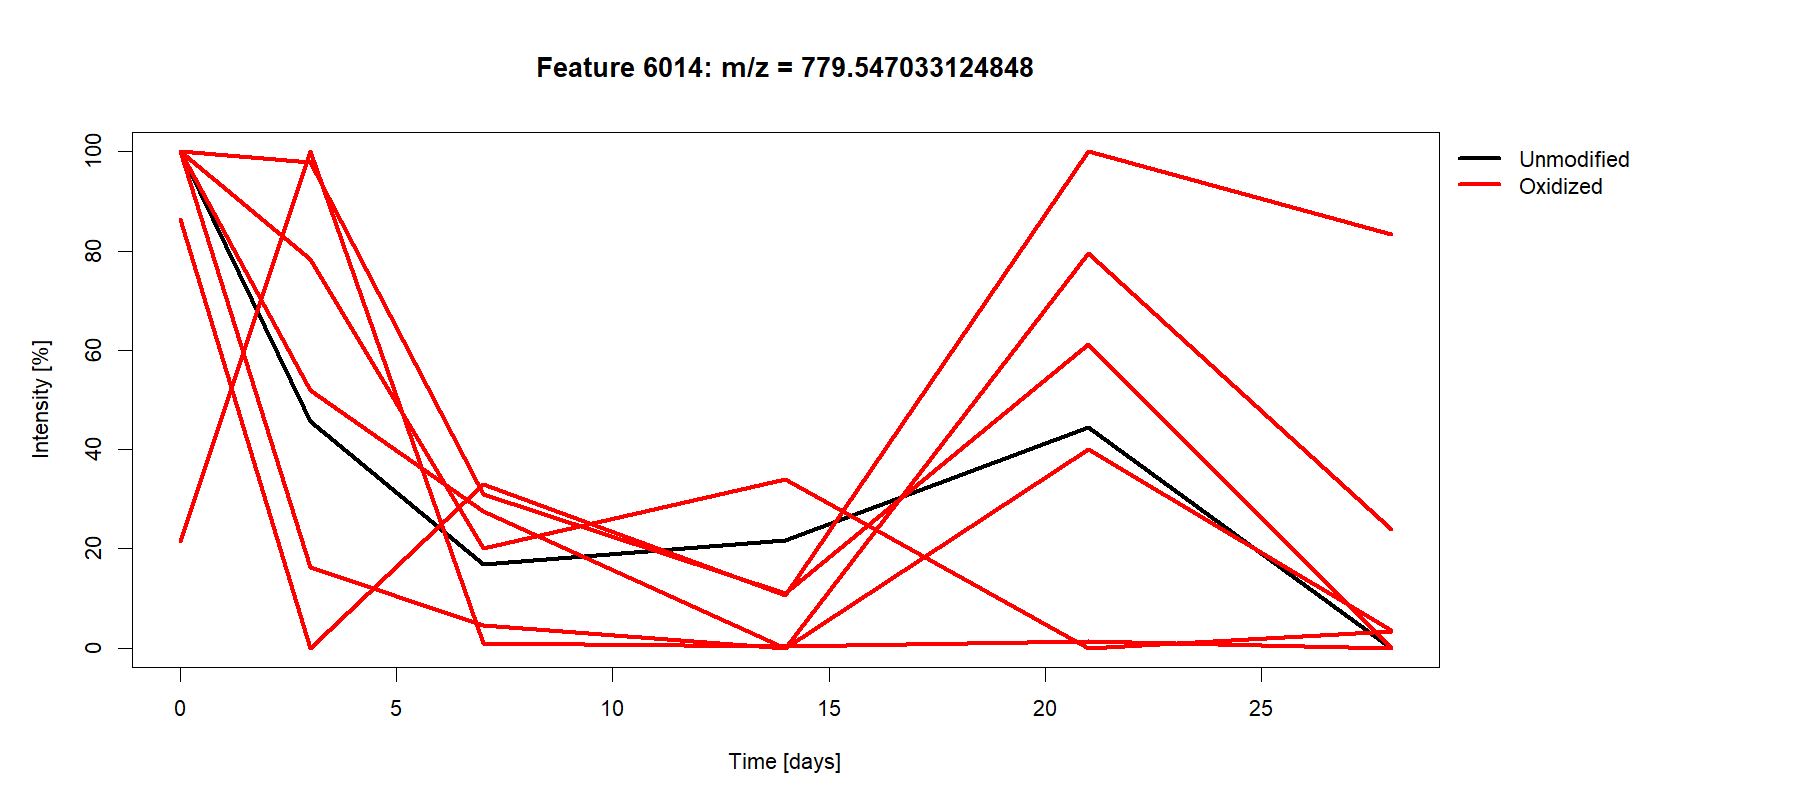 Feature 6014: m/z = 779.547033124848
Unmodified
Oxidized
Intensity [%]
100
80
60
40
20
0
0 5 10 15 20 25
Time [days]